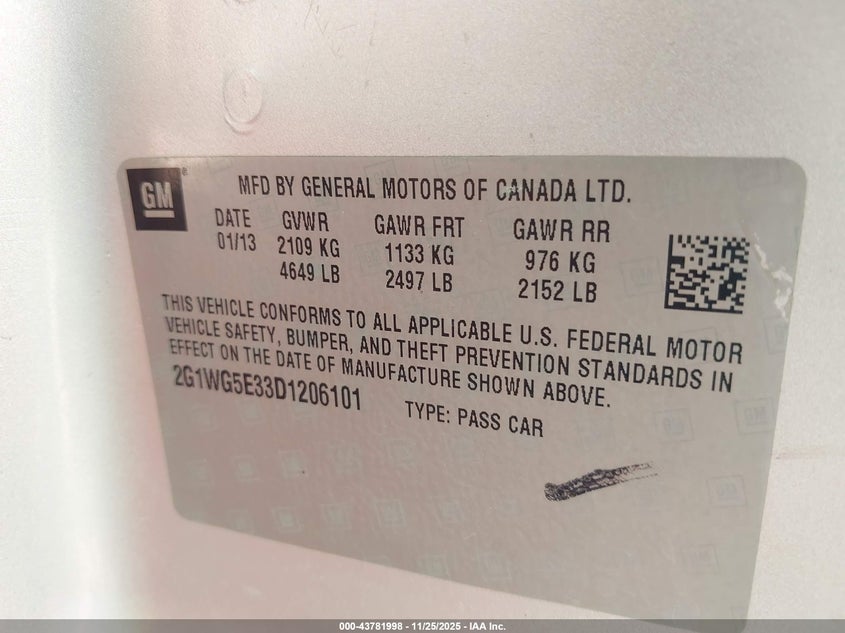 GM
MFD BY GENERAL MOTORS OF CANADA LTD.
DATE GVWR GAWR FRT GAWR RR
01/13 2109 KG 1133 KG 976 KG
4649 LB 2497 LB 2152 LB
THIS VEHICLE CONFORMS TO ALL APPLICABLE U.S. FEDERAL MOTOR
VEHICLE SAFETY, BUMPER, AND THEFT PREVENTION STANDARDS IN
EFFECT ON THE DATE OF MANUFACTURE SHOWN ABOVE.
2G1WG5E33D1206101 TYPE: PASS CAR
000-43781998 - 11/25/2025 - IAA Inc.